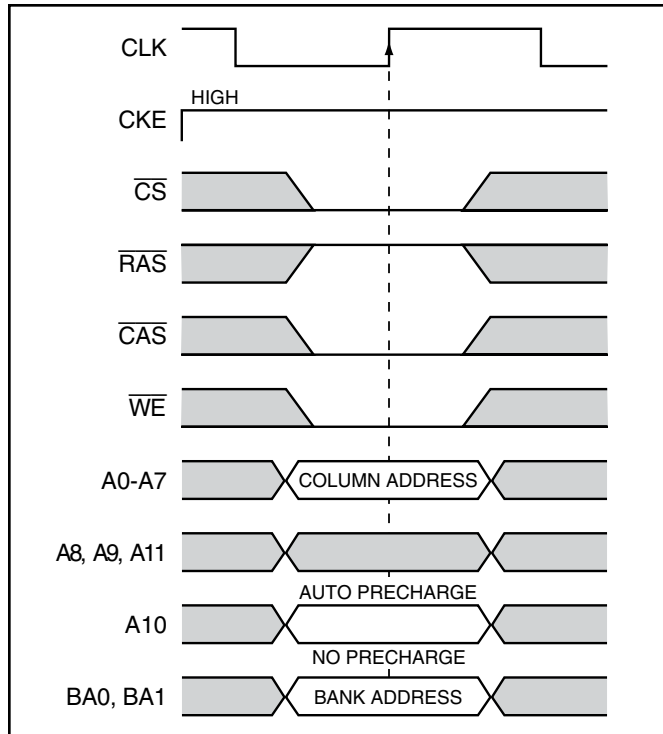 CLK
HIGH
CKE
CS
RAS
CAS
WE
A0-A7 COLUMN ADDRESS
A8, A9, A11
AUTO PRECHARGE
A10
NO PRECHARGE
BA0, BA1 BANK ADDRESS